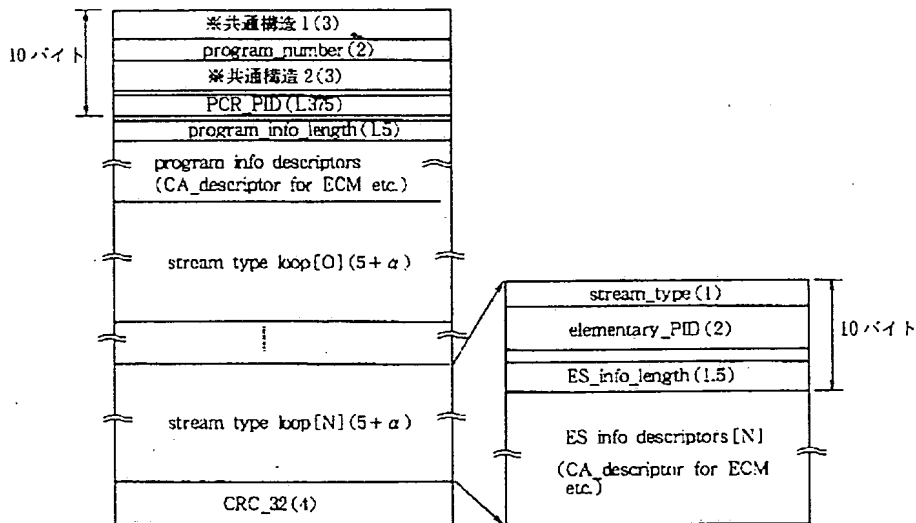 ※共通構造1(3)
10バイト
program_number(2)
※共通構造2(3)
PCR_PID(1.375)
program_info_length(1.5)
program info descriptors
(CA_descriptor for ECM etc.)
stream type loop[0](5+α)
stream type loop[N](5+α)
CRC_32(4)
stream_type(1)
elementary_PID(2)
10バイト
ES_info_length(1.5)
ES info descriptors[N]
(CA_descriptor for ECM
etc.)